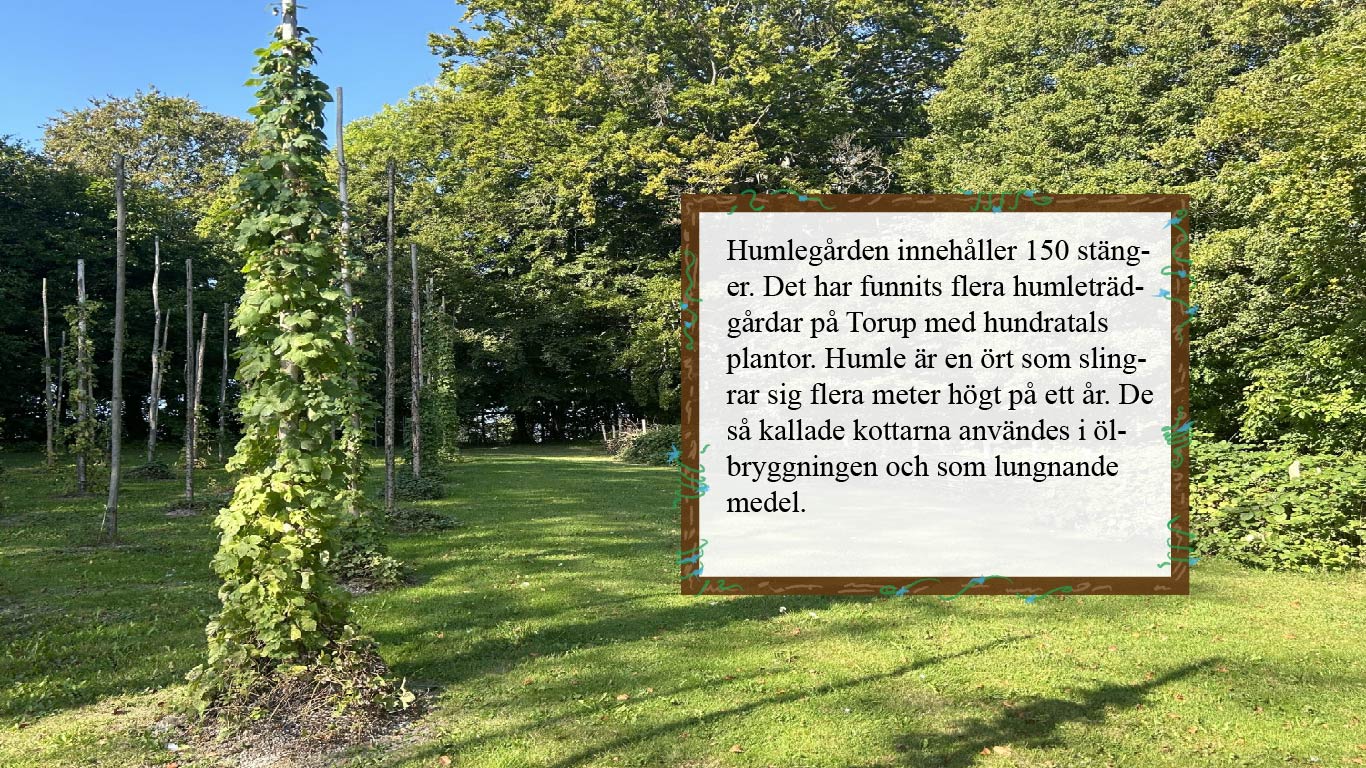 Humlegården innehåller 150 stäng-
er. Det har funnits flera humleträd-
gårdar på Torup med hundratals
plantor. Humle är en ört som sling-
rar sig flera meter högt på ett år. De
så kallade kottarna användes i öl-
bryggningen och som lungnande
medel.